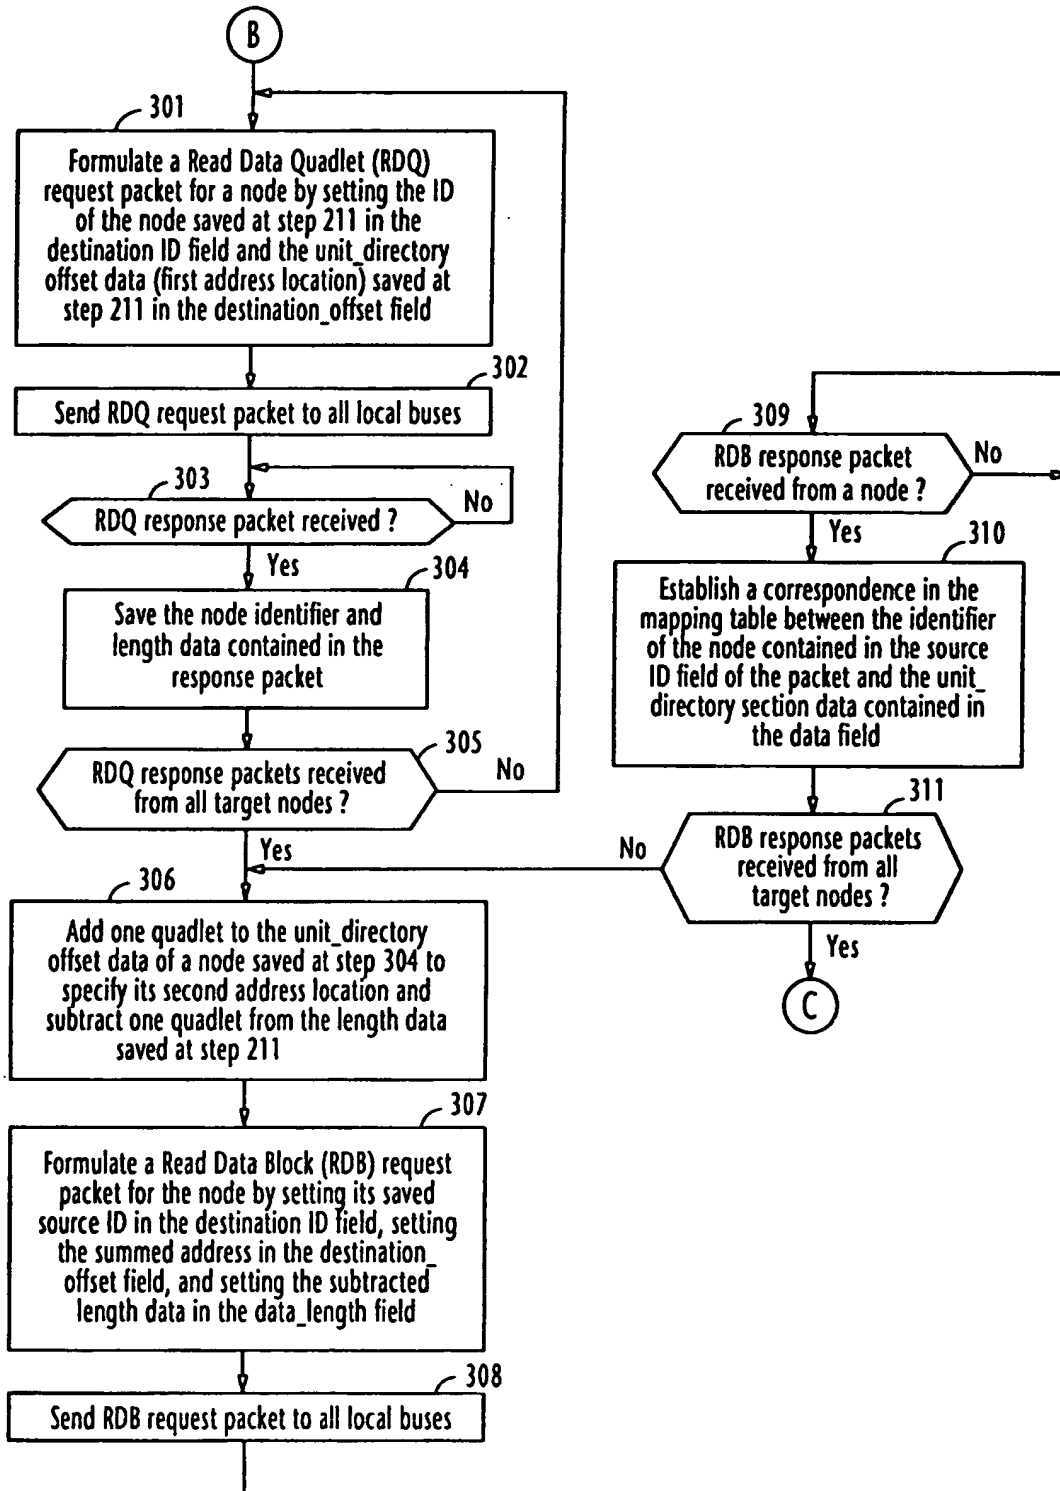 B
301
Formulate a Read Data Quadlet (RDQ)
request packet for a node by setting the ID
of the node saved at step 211 in the
destination ID field and the unit_directory
offset data (first address location) saved at
step 211 in the destination_offset field
302
Send RDQ request packet to all local buses
303
RDQ response packet received ?
No
Yes
304
Save the node identifier and
length data contained in the
response packet
305
RDQ response packets received
from all target nodes ?
No
Yes
306
Add one quadlet to the unit_directory
offset data of a node saved at step 304 to
specify its second address location and
subtract one quadlet from the length data
saved at step 211
307
Formulate a Read Data Block (RDB) request
packet for the node by setting its saved
source ID in the destination ID field, setting
the summed address in the destination_
offset field, and setting the subtracted
length data in the data_length field
308
Send RDB request packet to all local buses
309
RDB response packet
received from a node ?
No
Yes
310
Establish a correspondence in the
mapping table between the identifier
of the node contained in the source
ID field of the packet and the unit_
directory section data contained in
the data field
311
RDB response packets
received from all
target nodes ?
No
Yes
C